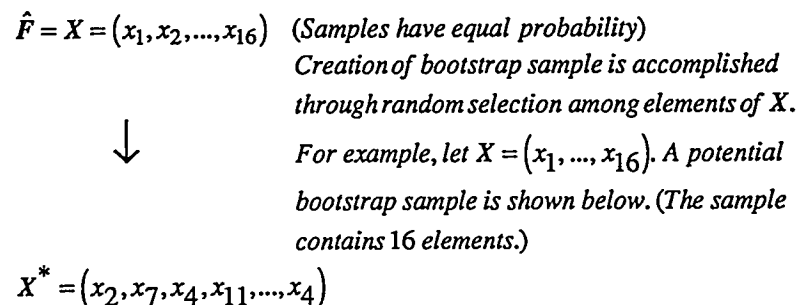 F̂ = X = (x₁, x₂, ..., x₁₆) (Samples have equal probability)
Creation of bootstrap sample is accomplished
through random selection among elements of X.
↓ For example, let X = (x₁, ..., x₁₆). A potential
bootstrap sample is shown below. (The sample
contains 16 elements.)
X* = (x₂, x₇, x₄, x₁₁, ..., x₄)